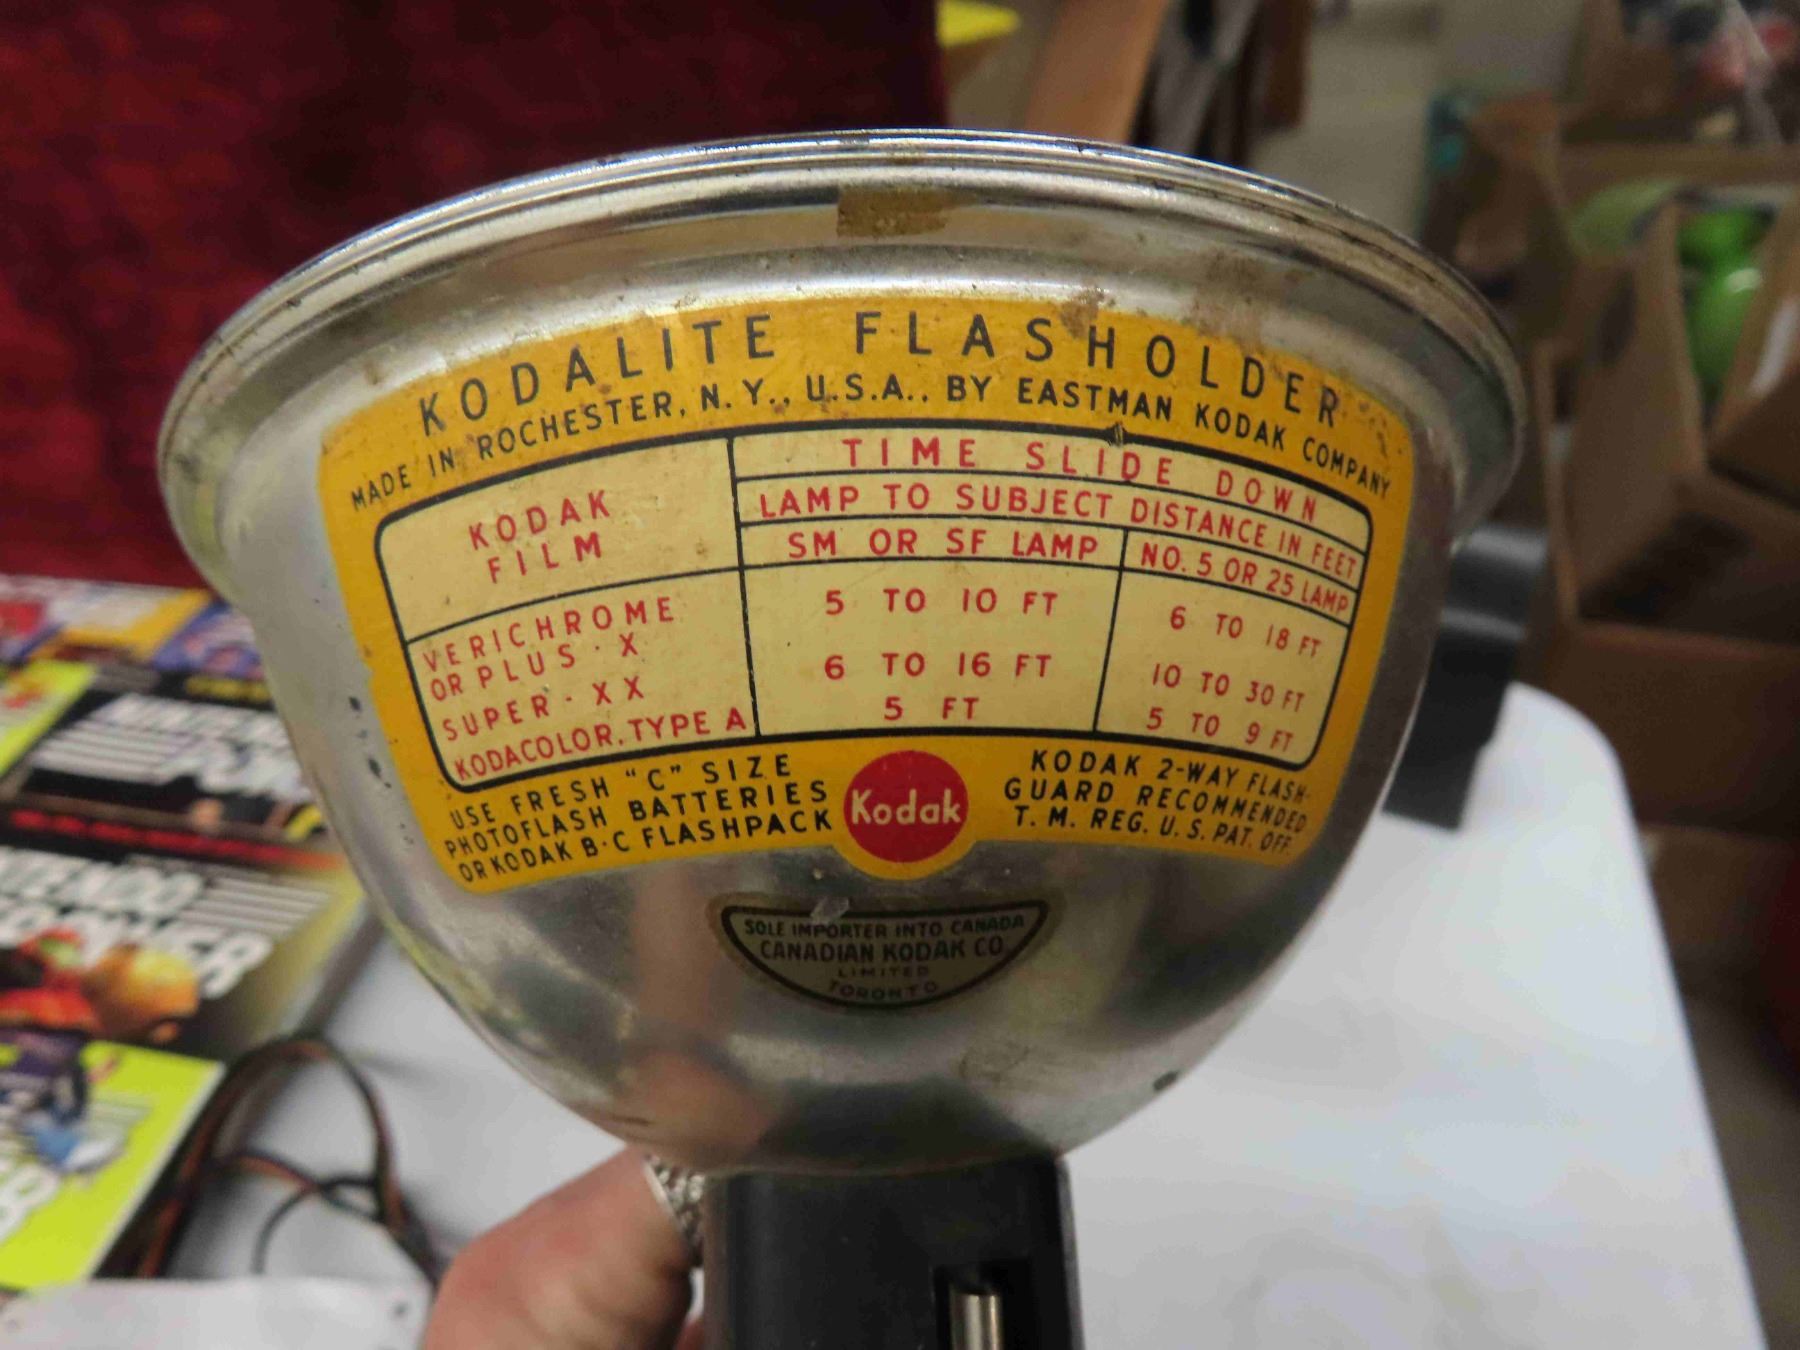 KODALITE FLASHOLDER
MADE IN ROCHESTER, N.Y., U.S.A., BY EASTMAN KODAK COMPANY
KODAK
FILM
TIME SLIDE DOWN
LAMP TO SUBJECT DISTANCE IN FEET
SM OR SF LAMP
NO. 5 OR 25 LAMP
VERICHROME
OR PLUS-X
5 TO 10 FT
6 TO 18 FT
SUPER-XX
6 TO 16 FT
10 TO 30 FT
KODACOLOR, TYPE A
5 FT
5 TO 9 FT
USE FRESH "C" SIZE
PHOTOFLASH BATTERIES
OR KODAK B-C FLASHPACK
Kodak
KODAK 2-WAY FLASH-
GUARD RECOMMENDED
T. M. REG. U. S. PAT. OFF.
SOLE IMPORTER INTO CANADA
CANADIAN KODAK CO
LIMITED
TORONTO
NINTENDO
POWER